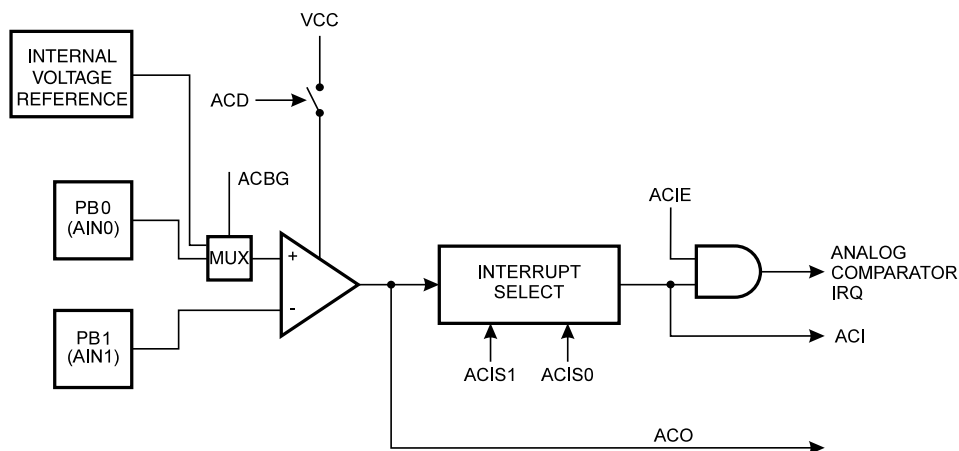 VCC
INTERNAL
VOLTAGE
REFERENCE
ACD
ACBG
PB0
(AIN0)
MUX
+
-
PB1
(AIN1)
INTERRUPT
SELECT
ACIS1 ACIS0
ACIE
ANALOG
COMPARATOR
IRQ
ACI
ACO